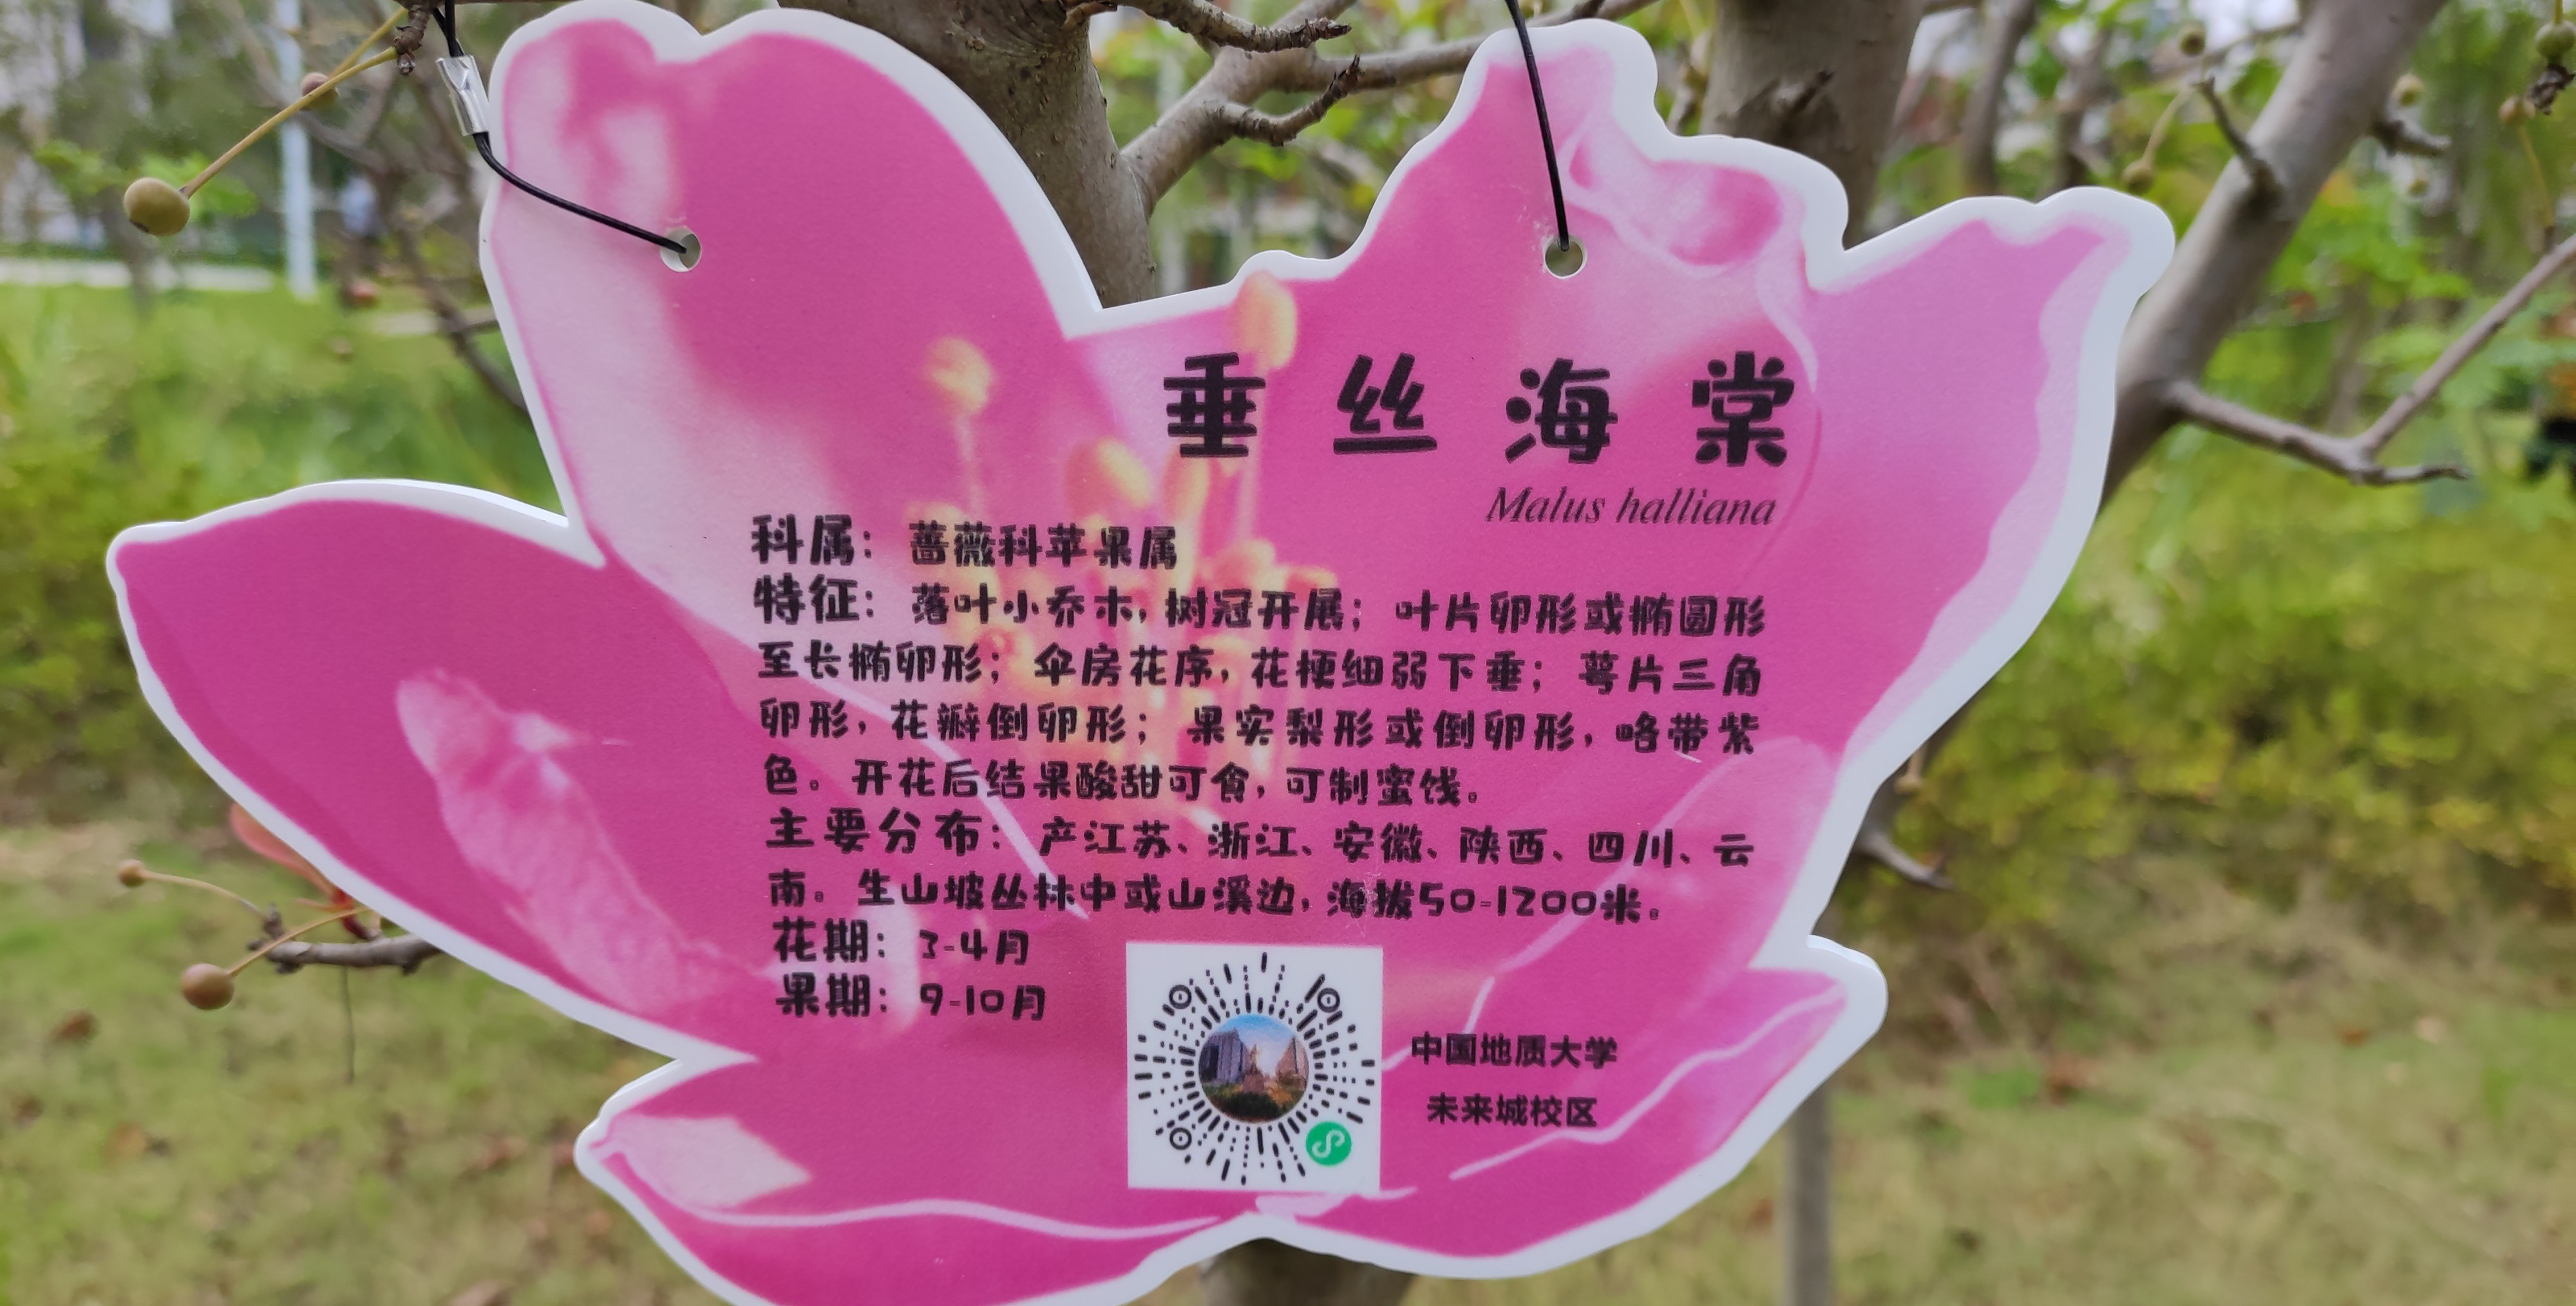 垂丝海棠
Malus halliana
科属：蔷薇科苹果属
特征：落叶小乔木，树冠开展；叶片卵形或椭圆形
至长椭卵形；伞房花序，花梗细弱下垂；萼片三角
卵形，花瓣倒卵形；果实梨形或倒卵形，略带紫
色。开花后结果酸甜可食，可制蜜饯。
主要分布：产江苏、浙江、安徽、陕西、四川、云
南。生山坡丛林中或山溪边，海拔50-1200米。
花期：3-4月
果期：9-10月
中国地质大学
未来城校区